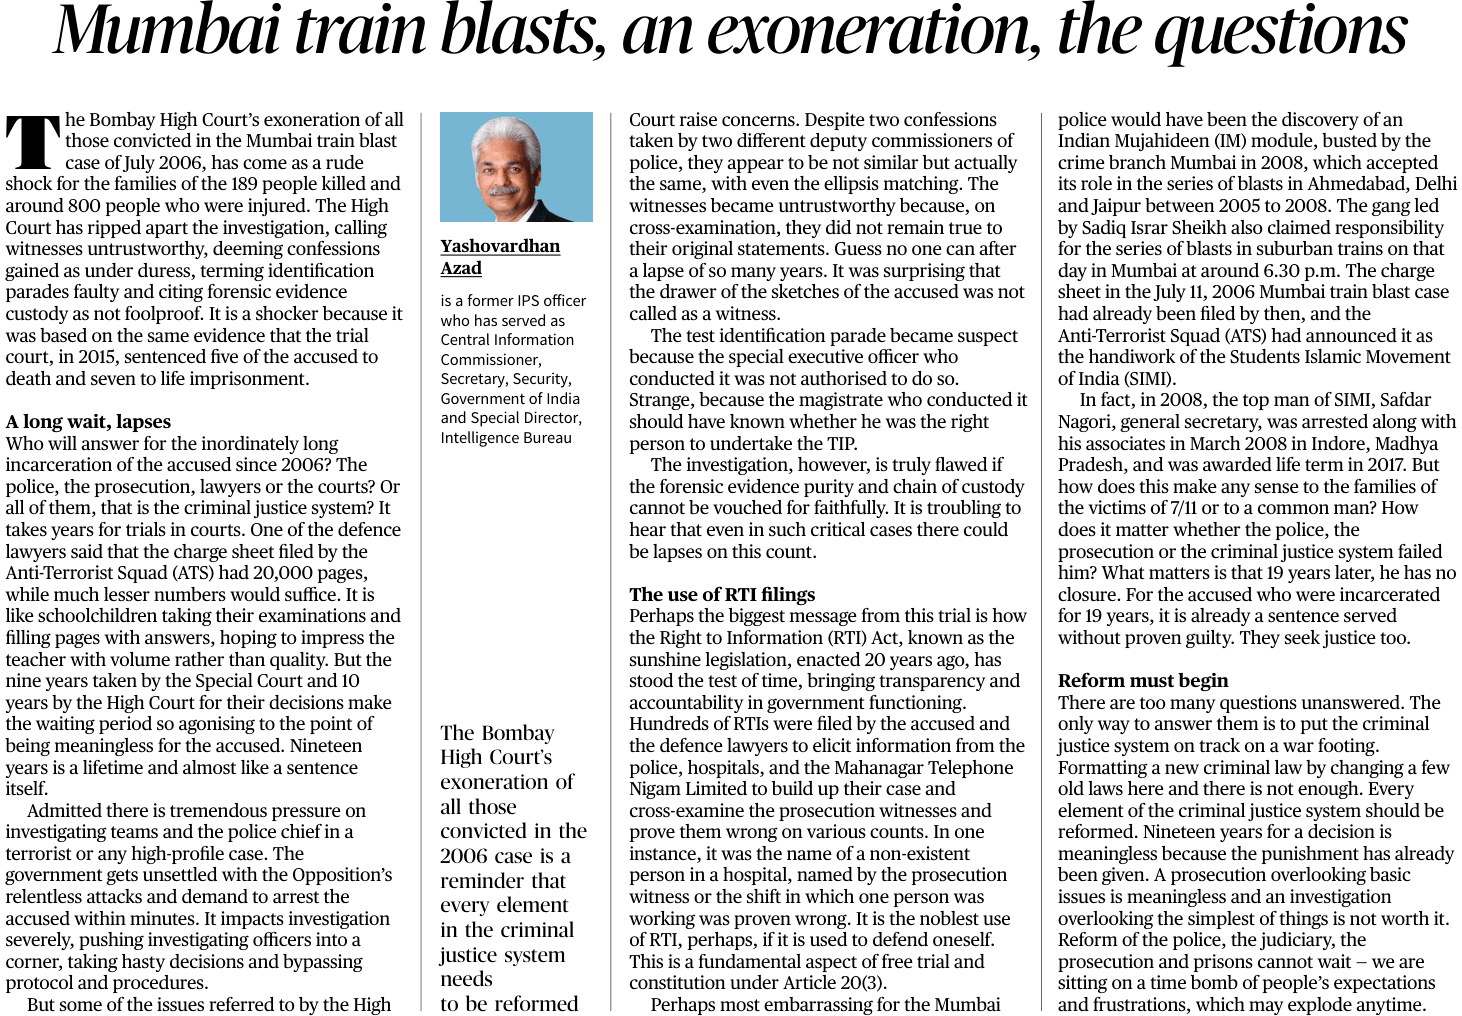 Mumbai train blasts, an exoneration, the questions
The Bombay High Court's exoneration of all
those convicted in the Mumbai train blast
case of July 2006, has come as a rude
shock for the families of the 189 people killed and
around 800 people who were injured. The High
Court has ripped apart the investigation, calling
witnesses untrustworthy, deeming confessions
gained as under duress, terming identification
parades faulty and citing forensic evidence
custody as not foolproof. It is a shocker because it
was based on the same evidence that the trial
court, in 2015, sentenced five of the accused to
death and seven to life imprisonment.
A long wait, lapses
Who will answer for the inordinately long
incarceration of the accused since 2006? The
police, the prosecution, lawyers or the courts? Or
all of them, that is the criminal justice system? It
takes years for trials in courts. One of the defence
lawyers said that the charge sheet filed by the
Anti-Terrorist Squad (ATS) had 20,000 pages,
while much lesser numbers would suffice. It is
like schoolchildren taking their examinations and
filling pages with answers, hoping to impress the
teacher with volume rather than quality. But the
nine years taken by the Special Court and 10
years by the High Court for their decisions make
the waiting period so agonising to the point of
being meaningless for the accused. Nineteen
years is a lifetime and almost like a sentence
itself.
Admitted there is tremendous pressure on
investigating teams and the police chief in a
terrorist or any high-profile case. The
government gets unsettled with the Opposition's
relentless attacks and demand to arrest the
accused within minutes. It impacts investigation
severely, pushing investigating officers into a
corner, taking hasty decisions and bypassing
protocol and procedures.
But some of the issues referred to by the High
Yashovardhan
Azad
is a former IPS officer
who has served as
Central Information
Commissioner,
Secretary, Security,
Government of India
and Special Director,
Intelligence Bureau
The Bombay
High Court's
exoneration of
all those
convicted in the
2006 case is a
reminder that
every element
in the criminal
justice system
needs
to be reformed
Court raise concerns. Despite two confessions
taken by two different deputy commissioners of
police, they appear to be not similar but actually
the same, with even the ellipsis matching. The
witnesses became untrustworthy because, on
cross-examination, they did not remain true to
their original statements. Guess no one can after
a lapse of so many years. It was surprising that
the drawer of the sketches of the accused was not
called as a witness.
The test identification parade became suspect
because the special executive officer who
conducted it was not authorised to do so.
Strange, because the magistrate who conducted it
should have known whether he was the right
person to undertake the TIP.
The investigation, however, is truly flawed if
the forensic evidence purity and chain of custody
cannot be vouched for faithfully. It is troubling to
hear that even in such critical cases there could
be lapses on this count.
The use of RTI filings
Perhaps the biggest message from this trial is how
the Right to Information (RTI) Act, known as the
sunshine legislation, enacted 20 years ago, has
stood the test of time, bringing transparency and
accountability in government functioning.
Hundreds of RTIs were filed by the accused and
the defence lawyers to elicit information from the
police, hospitals, and the Mahanagar Telephone
Nigam Limited to build up their case and
cross-examine the prosecution witnesses and
prove them wrong on various counts. In one
instance, it was the name of a non-existent
person in a hospital, named by the prosecution
witness or the shift in which one person was
working was proven wrong. It is the noblest use
of RTI, perhaps, if it is used to defend oneself.
This is a fundamental aspect of free trial and
constitution under Article 20(3).
Perhaps most embarrassing for the Mumbai
police would have been the discovery of an
Indian Mujahideen (IM) module, busted by the
crime branch Mumbai in 2008, which accepted
its role in the series of blasts in Ahmedabad, Delhi
and Jaipur between 2005 to 2008. The gang led
by Sadiq Israr Sheikh also claimed responsibility
for the series of blasts in suburban trains on that
day in Mumbai at around 6.30 p.m. The charge
sheet in the July 11, 2006 Mumbai train blast case
had already been filed by then, and the
Anti-Terrorist Squad (ATS) had announced it as
the handiwork of the Students Islamic Movement
of India (SIMI).
In fact, in 2008, the top man of SIMI, Safdar
Nagori, general secretary, was arrested along with
his associates in March 2008 in Indore, Madhya
Pradesh, and was awarded life term in 2017. But
how does this make any sense to the families of
the victims of 7/11 or to a common man? How
does it matter whether the police, the
prosecution or the criminal justice system failed
him? What matters is that 19 years later, he has no
closure. For the accused who were incarcerated
for 19 years, it is already a sentence served
without proven guilty. They seek justice too.
Reform must begin
There are too many questions unanswered. The
only way to answer them is to put the criminal
justice system on track on a war footing.
Formatting a new criminal law by changing a few
old laws here and there is not enough. Every
element of the criminal justice system should be
reformed. Nineteen years for a decision is
meaningless because the punishment has already
been given. A prosecution overlooking basic
issues is meaningless and an investigation
overlooking the simplest of things is not worth it.
Reform of the police, the judiciary, the
prosecution and prisons cannot wait — we are
sitting on a time bomb of people's expectations
and frustrations, which may explode anytime.